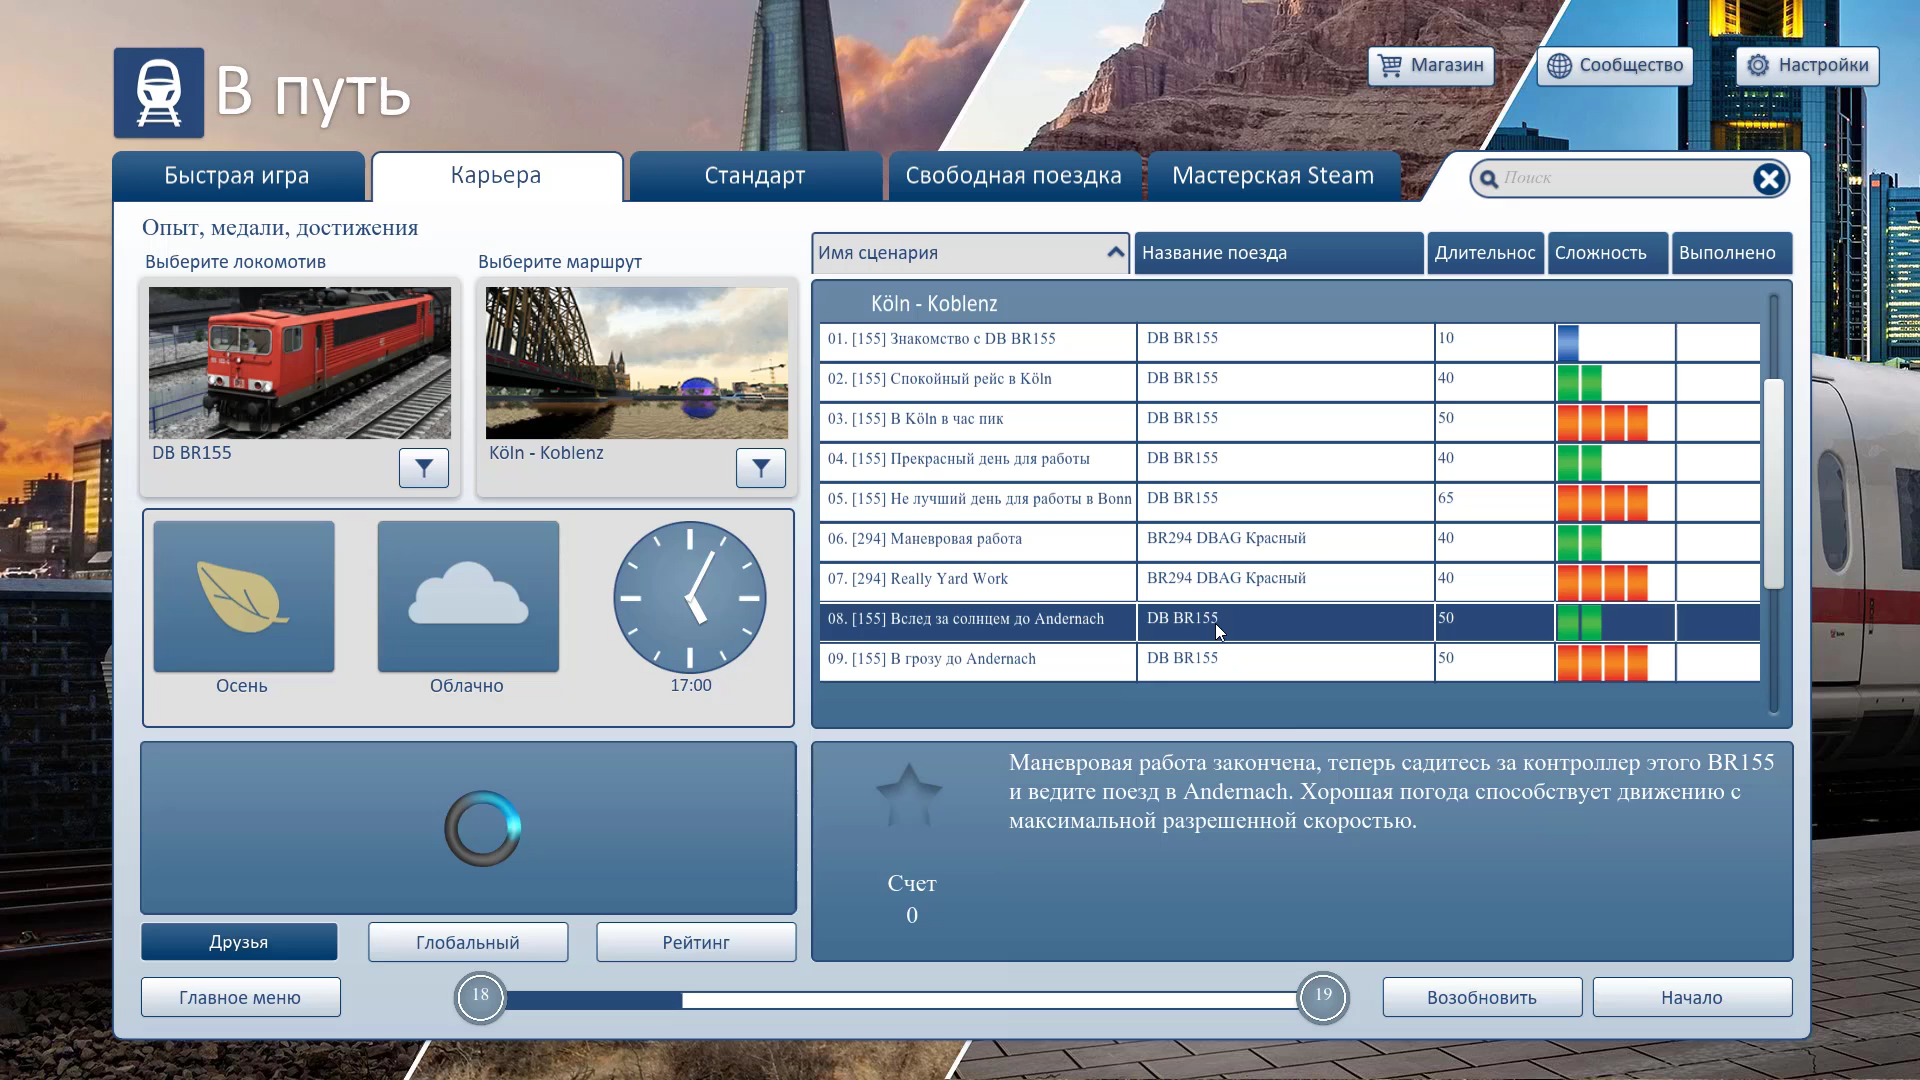 В путь
Магазин
Сообщество
Настройки
Быстрая игра
Карьера
Стандарт
Свободная поездка
Мастерская Steam
Поиск
Опыт, медали, достижения
Выберите локомотив
Выберите маршрут
DB BR155
Köln - Koblenz
Осень
Облачно
17:00
Имя сценария
Название поезда
Длительнос
Сложность
Выполнено
Köln - Koblenz
01. [155] Знакомство с DB BR155 DB BR155 10
02. [155] Спокойный рейс в Köln DB BR155 40
03. [155] В Köln в час пик DB BR155 50
04. [155] Прекрасный день для работы DB BR155 40
05. [155] Не лучший день для работы в Bonn DB BR155 65
06. [294] Маневровая работа BR294 DBAG Красный 40
07. [294] Really Yard Work BR294 DBAG Красный 40
08. [155] Вслед за солнцем до Andernach DB BR155 50
09. [155] В грозу до Andernach DB BR155 50
Маневровая работа закончена, теперь садитесь за контроллер этого BR155
и ведите поезд в Andernach. Хорошая погода способствует движению с
максимальной разрешенной скоростью.
Счет
0
Друзья
Глобальный
Рейтинг
Главное меню
18
19
Возобновить
Начало